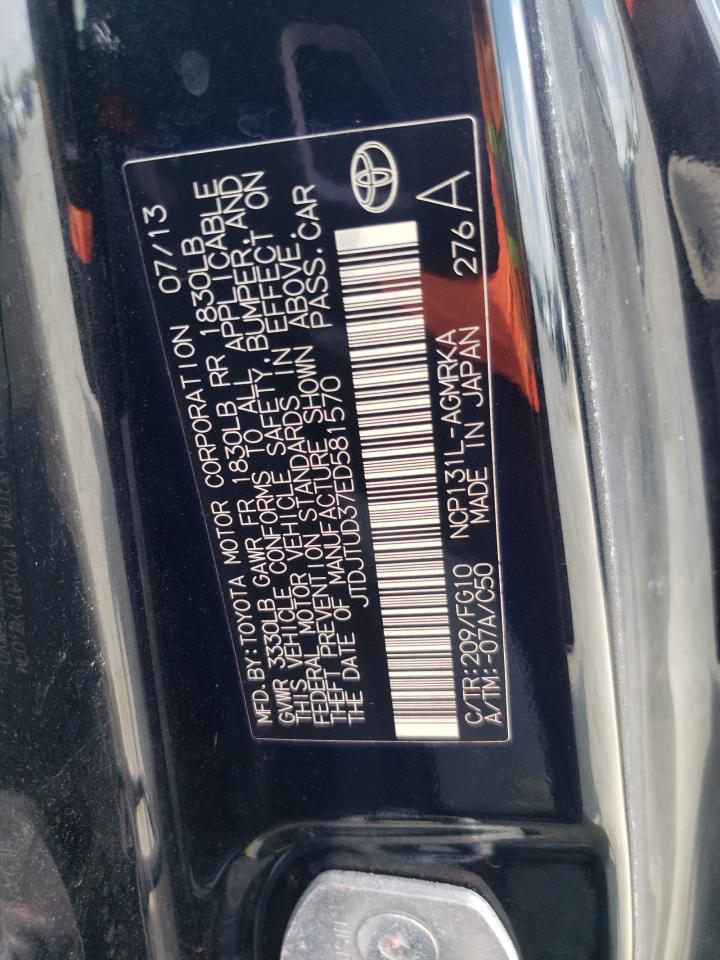 MFD. BY: TOYOTA MOTOR CORPORATION 07/13
GVWR 3330LB GAWR FR 1830LB RR 1830LB
THIS VEHICLE CONFORMS TO ALL APPLICABLE
FEDERAL MOTOR VEHICLE SAFETY, BUMPER, AND
THEFT PREVENTION STANDARDS IN EFFECT ON
THE DATE OF MANUFACTURE SHOWN ABOVE.
JTDJTUD37ED581570 PASS. CAR
C/TR:209/FG10 NCP131L-AGMRKA 276A
A/TM:-07A/C50 MADE IN JAPAN